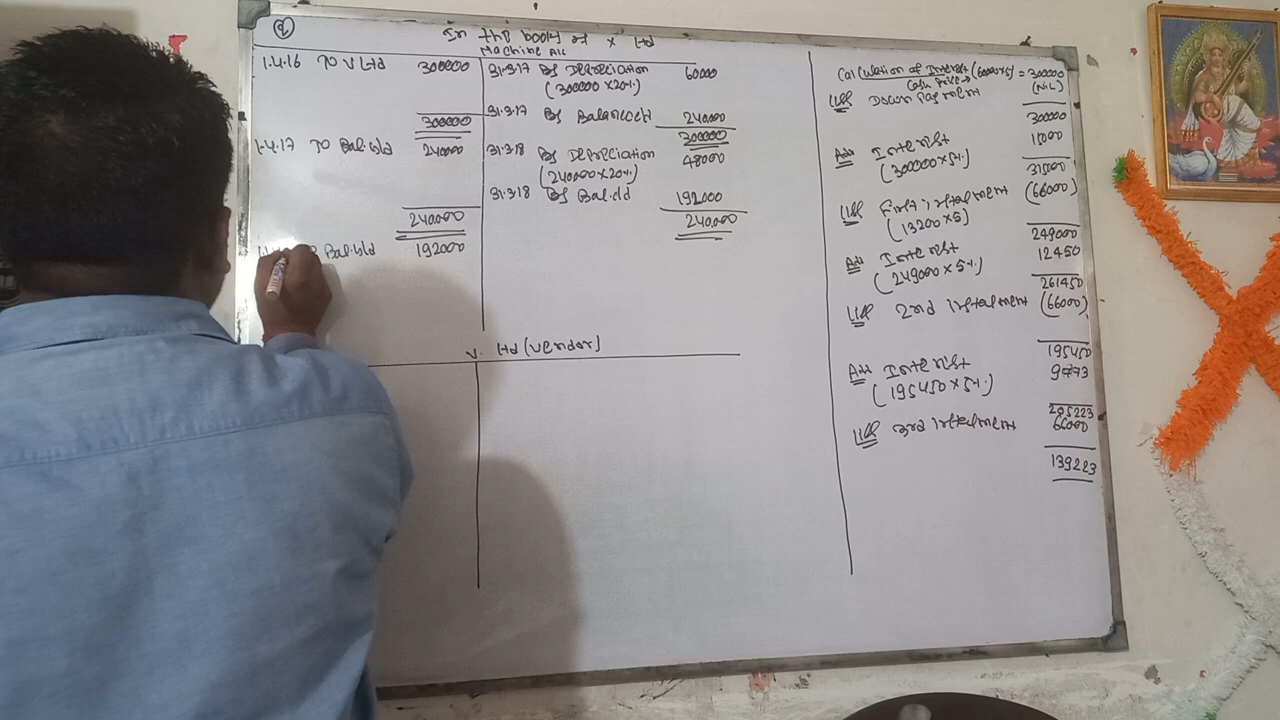 Q
In the books of X Ltd
Machine A/c
1.4.16 To V Ltd 300000
31.3.17 By Depreciation 60000
(300000 x 20%)
31.3.17 By Balance c/d 240000
300000
300000
1.4.17 To Bal. b/d 240000
31.3.18 By Depreciation 48000
(240000 x 20%)
31.3.18 By Bal. c/d 192000
240000
240000
Bal. b/d 192000
V. Ltd (Vendor)
Calculation of Interest
Cash Price → (60000x5) = 300000
Less Down Payment (NIL)
300000
Add Interest 15000
(300000 x 5%)
315000
Less First instalment (66000)
(13200 x 5)
249000
Add Interest 12450
(249000 x 5%)
261450
Less 2nd instalment (66000)
195450
Add Interest 9773
(195450 x 5%)
205223
Less 3rd instalment 66000
139223